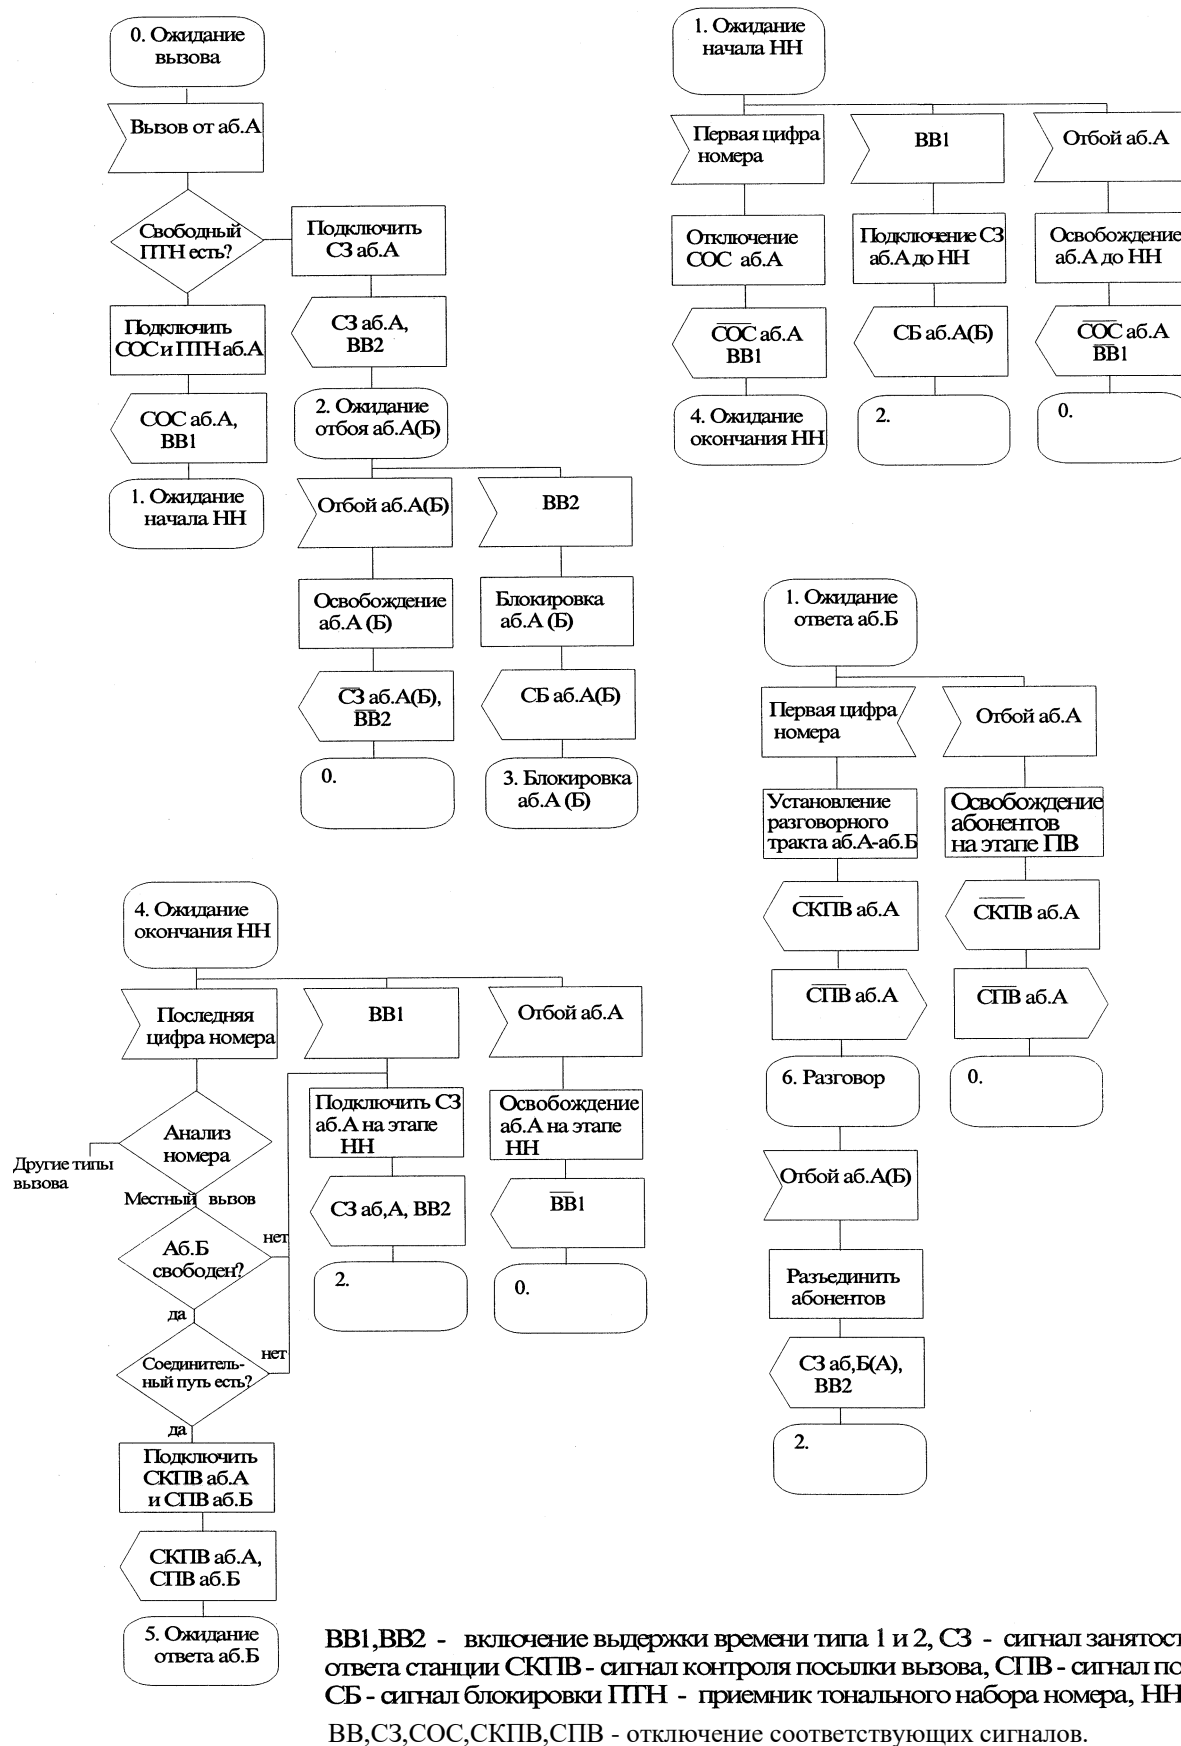 0. Ожидание
вызова
Вызов от аб.А
Свободный
ПТН есть?
Подключить
СЗ аб.А
Подключить
СОС и ПТН аб.А
СЗ аб.А,
ВВ2
СОС аб.А,
ВВ1
2. Ожидание
отбоя аб.А(Б)
1. Ожидание
начала НН
Отбой аб.А(Б)
ВВ2
Освобождение
аб.А (Б)
Блокировка
аб.А (Б)
С̅З̅ аб.А(Б),
В̅В̅2
СБ аб.А(Б)
0.
3. Блокировка
аб.А (Б)
1. Ожидание
начала НН
Первая цифра
номера
ВВ1
Отбой аб.А
Отключение
СОС аб.А
Подключение СЗ
аб.А до НН
Освобождение
аб.А до НН
С̅О̅С̅ аб.А
ВВ1
СБ аб.А(Б)
С̅О̅С̅ аб.А
В̅В̅1
4. Ожидание
окончания НН
2.
0.
1. Ожидание
ответа аб.Б
Первая цифра
номера
Отбой аб.А
Установление
разговорного
тракта аб.А-аб.Б
Освобождение
абонентов
на этапе ПВ
С̅К̅П̅В̅ аб.А
С̅К̅П̅В̅ аб.А
С̅П̅В̅ аб.А
С̅П̅В̅ аб.А
6. Разговор
0.
Отбой аб.А(Б)
Разъединить
абонентов
СЗ аб,Б(А),
ВВ2
2.
4. Ожидание
окончания НН
Последняя
цифра номера
ВВ1
Отбой аб.А
Анализ
номера
Подключить СЗ
аб.А на этапе
НН
Освобождение
аб.А на этапе
НН
Другие типы
вызова
Местный вызов
СЗ аб,А, ВВ2
В̅В̅1
Аб.Б
свободен?
нет
да
2.
0.
Соединитель-
ный путь есть?
нет
да
Подключить
СКПВ аб.А
и СПВ аб.Б
СКПВ аб.А,
СПВ аб.Б
5. Ожидание
ответа аб.Б
ВВ1,ВВ2 - включение выдержки времени типа 1 и 2, СЗ - сигнал занятост
ответа станции СКПВ - сигнал контроля посылки вызова, СПВ - сигнал по
СБ - сигнал блокировки ПТН - приемник тонального набора номера, НН
ВВ,СЗ,СОС,СКПВ,СПВ - отключение соответствующих сигналов.